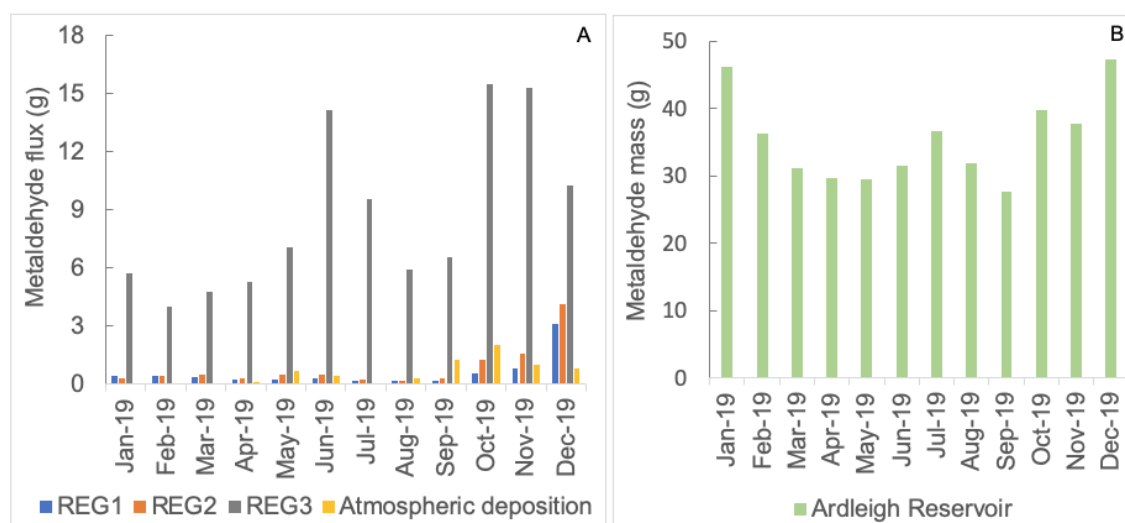 A
Metaldehyde flux (g)
18
15
12
9
6
3
0
Jan-19
Feb-19
Mar-19
Apr-19
May-19
Jun-19
Jul-19
Aug-19
Sep-19
Oct-19
Nov-19
Dec-19
REG1 REG2 REG3 Atmospheric deposition
B
Metaldehyde mass (g)
50
40
30
20
10
0
Jan-19
Feb-19
Mar-19
Apr-19
May-19
Jun-19
Jul-19
Aug-19
Sep-19
Oct-19
Nov-19
Dec-19
Ardleigh Reservoir